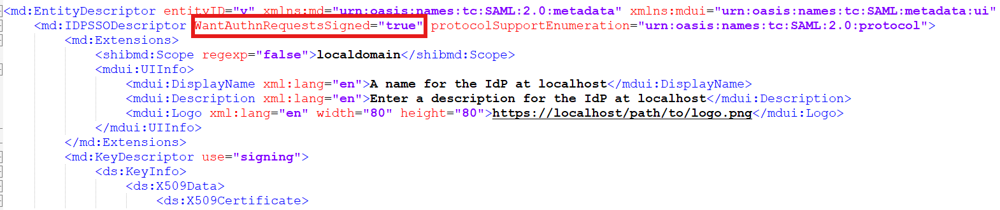 <md:EntityDescriptor entityID="v" xmlns:md="urn:oasis:names:tc:SAML:2.0:metadata" xmlns:mdui="urn:oasis:names:tc:SAML:metadata:ui"
<md:IDPSSODescriptor WantAuthnRequestsSigned="true" protocolSupportEnumeration="urn:oasis:names:tc:SAML:2.0:protocol">
<md:Extensions>
<shibmd:Scope regexp="false">localdomain</shibmd:Scope>
<mdui:UIInfo>
<mdui:DisplayName xml:lang="en">A name for the IdP at localhost</mdui:DisplayName>
<mdui:Description xml:lang="en">Enter a description for the IdP at localhost</mdui:Description>
<mdui:Logo xml:lang="en" width="80" height="80">https://localhost/path/to/logo.png</mdui:Logo>
</mdui:UIInfo>
</md:Extensions>
<md:KeyDescriptor use="signing">
<ds:KeyInfo>
<ds:X509Data>
<ds:X509Certificate>